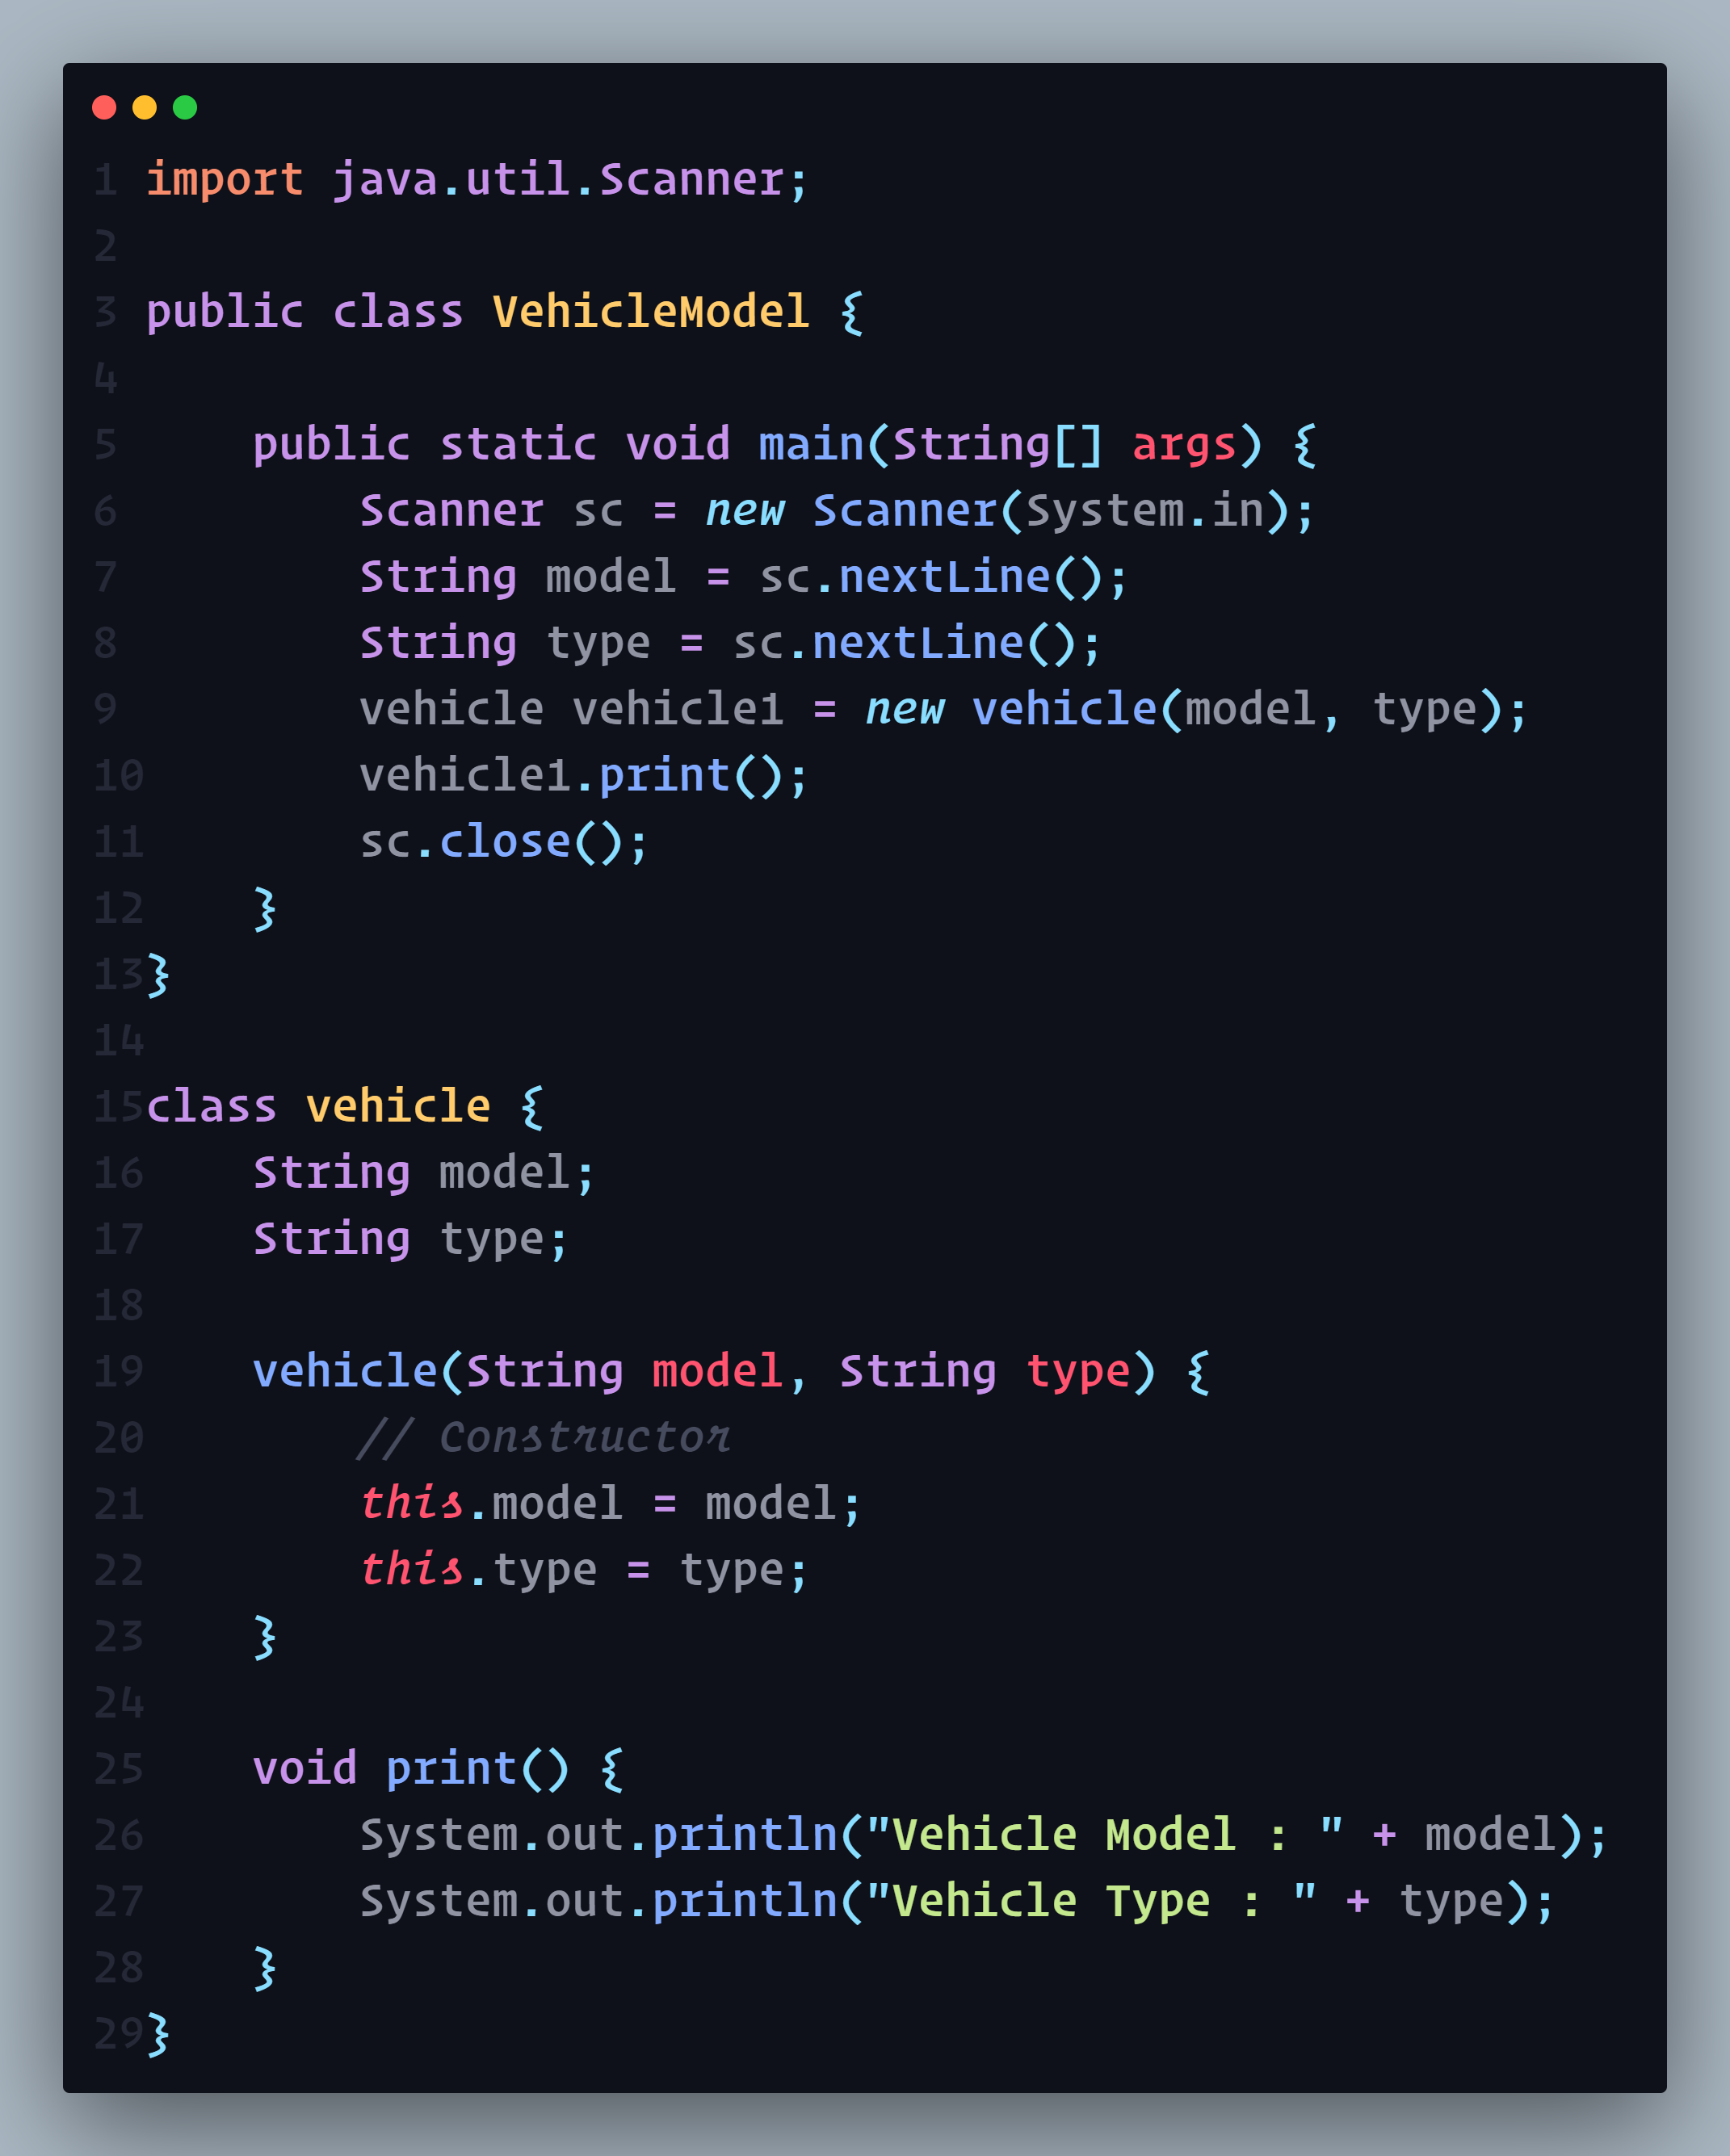 1 import java.util.Scanner;
2
3 public class VehicleModel {
4
5     public static void main(String[] args) {
6         Scanner sc = new Scanner(System.in);
7         String model = sc.nextLine();
8         String type = sc.nextLine();
9         vehicle vehicle1 = new vehicle(model, type);
10        vehicle1.print();
11        sc.close();
12    }
13}
14
15class vehicle {
16    String model;
17    String type;
18
19    vehicle(String model, String type) {
20        // Constructor
21        this.model = model;
22        this.type = type;
23    }
24
25    void print() {
26        System.out.println("Vehicle Model : " + model);
27        System.out.println("Vehicle Type : " + type);
28    }
29}